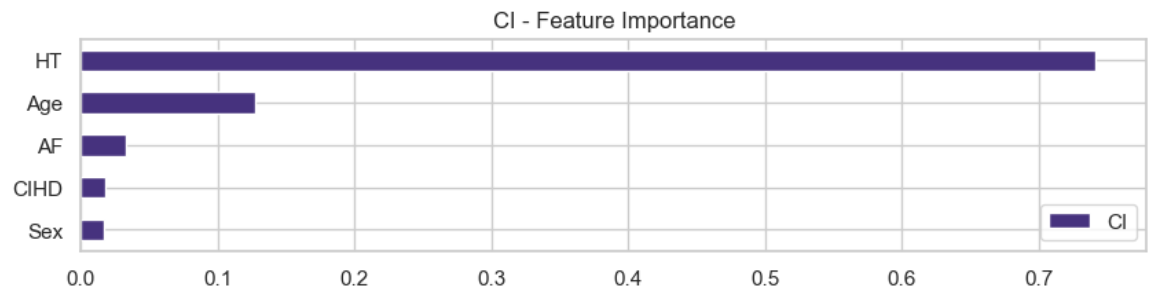 CI - Feature Importance
HT
Age
AF
CIHD
Sex
CI
0.0 0.1 0.2 0.3 0.4 0.5 0.6 0.7